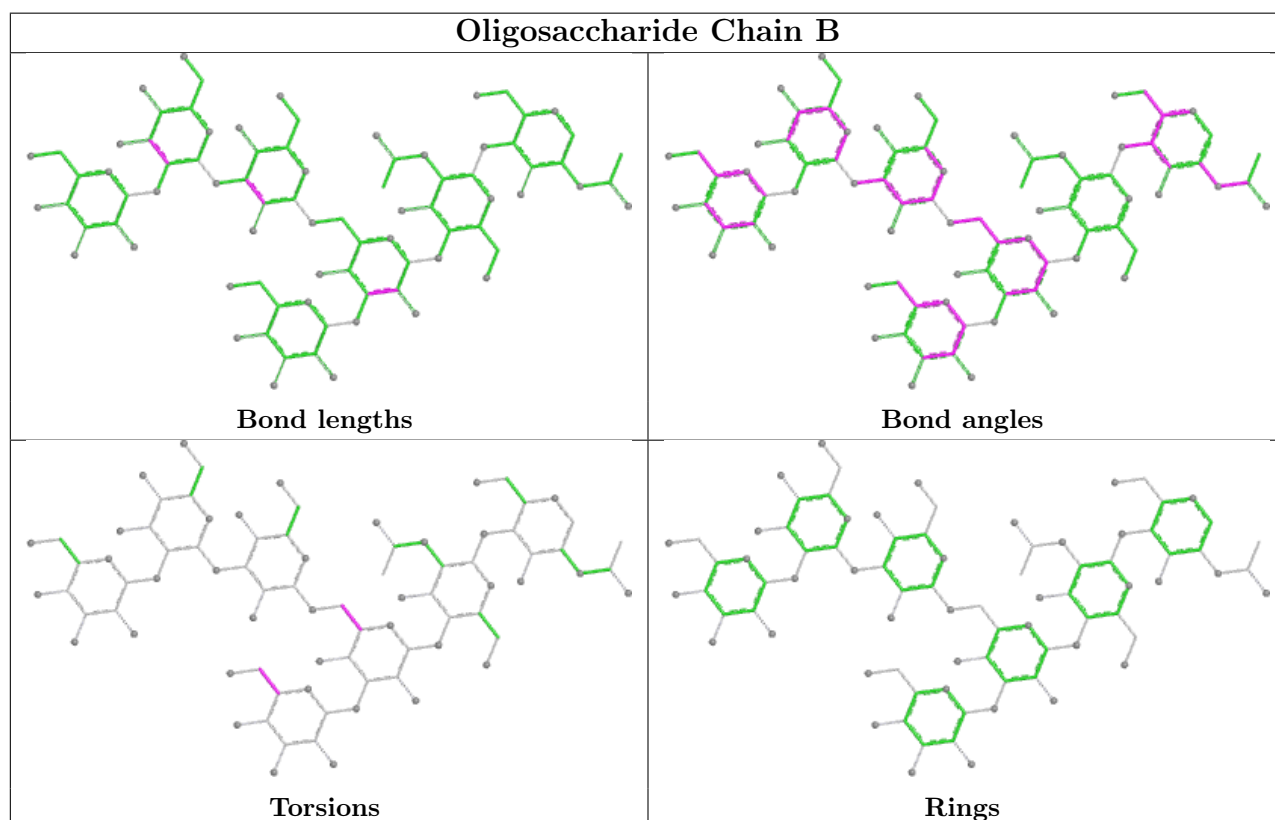 Oligosaccharide Chain B
Bond lengths
Bond angles
Torsions
Rings